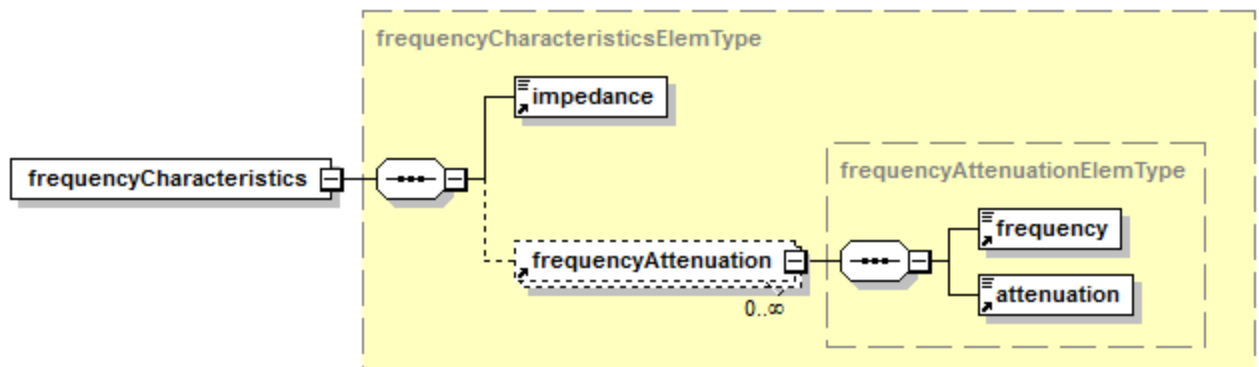 frequencyCharacteristicsElemType
impedance
frequencyCharacteristics
frequencyAttenuationElemType
frequency
frequencyAttenuation
0..∞
attenuation